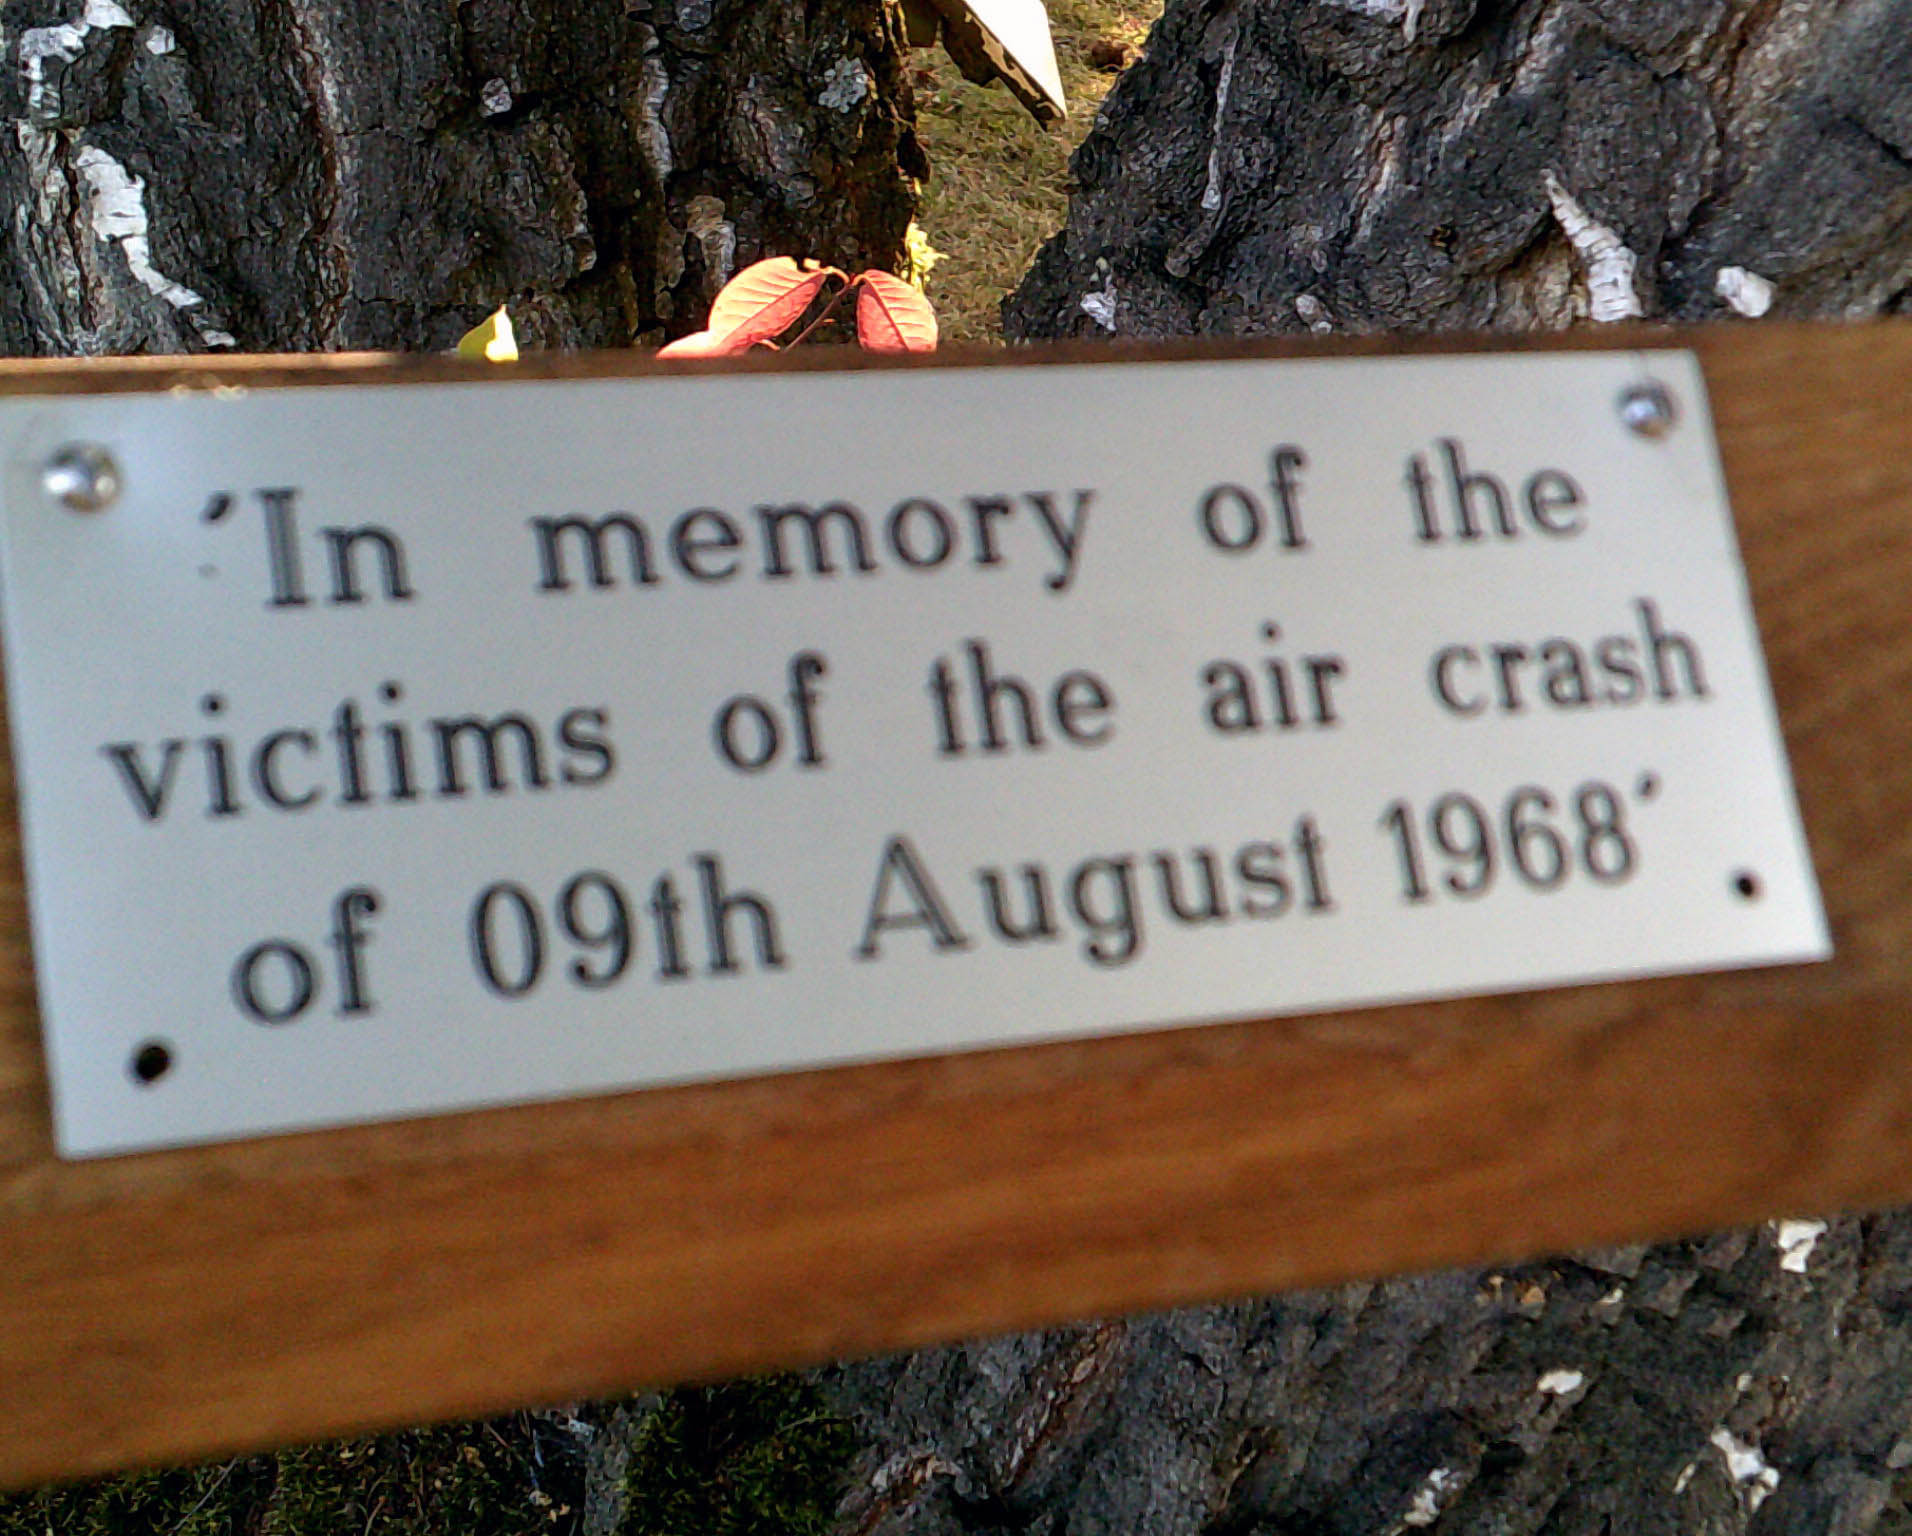 'In memory of the
victims of the air crash
of 09th August 1968'